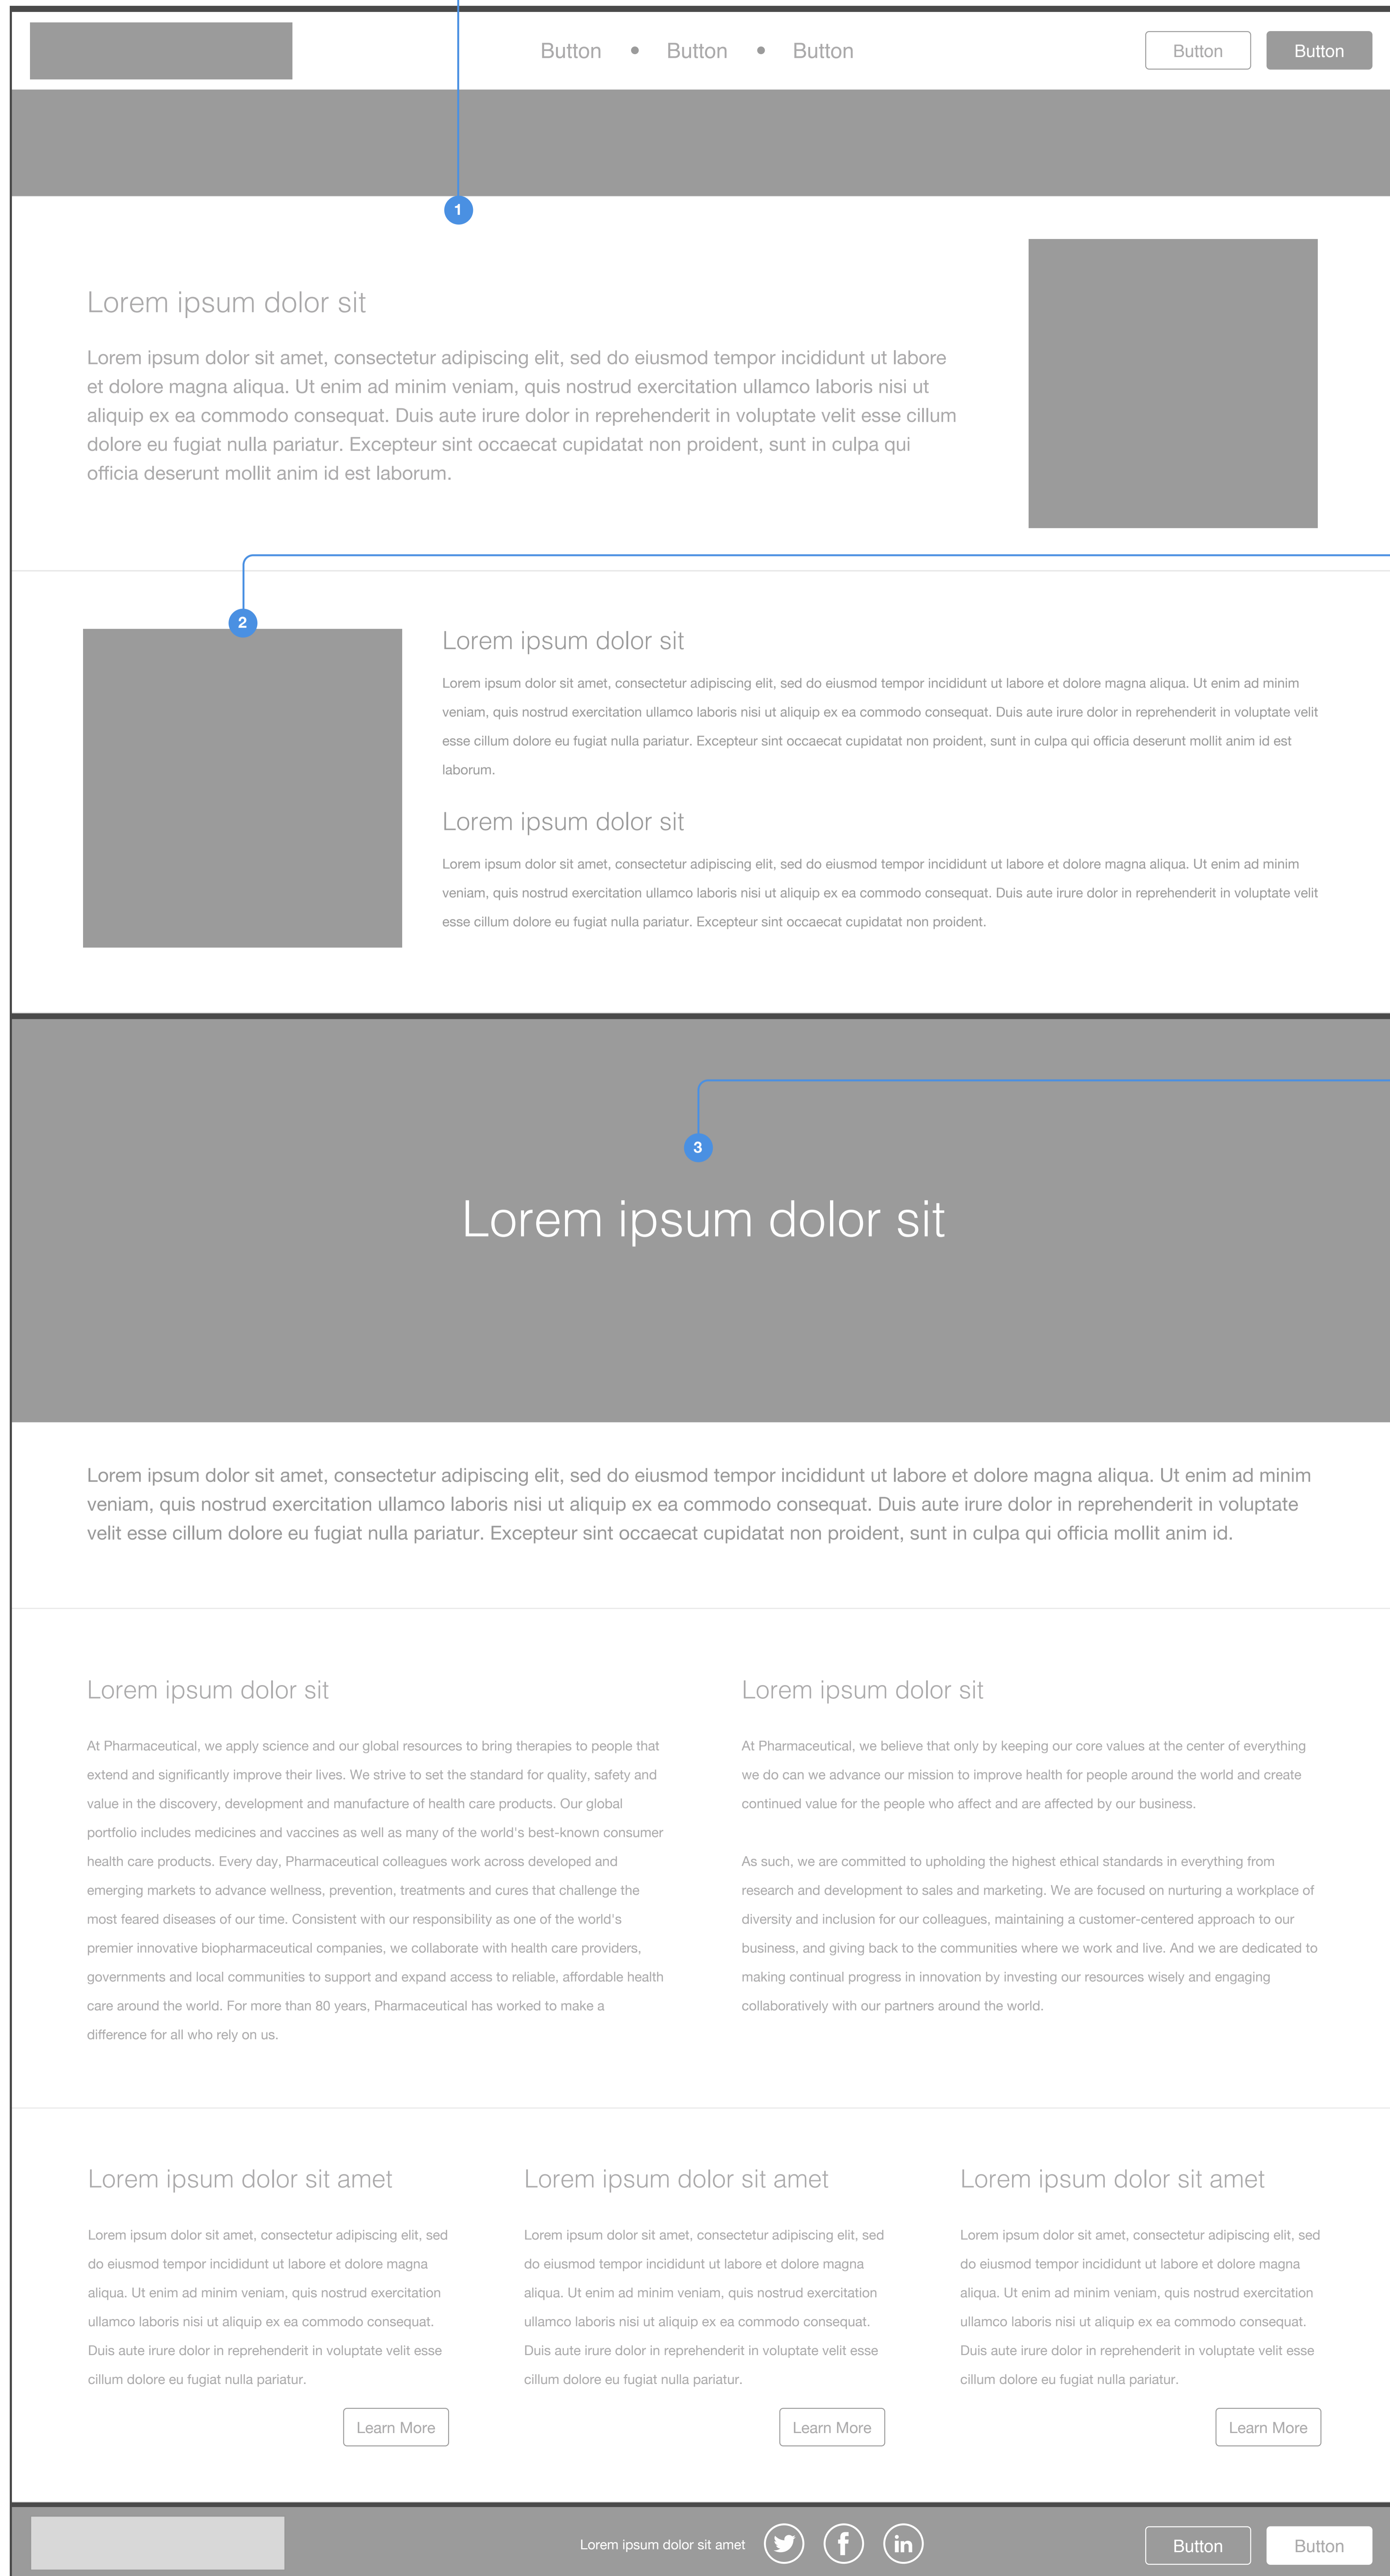 Button • Button • Button
Button
Button
1
Lorem ipsum dolor sit
Lorem ipsum dolor sit amet, consectetur adipiscing elit, sed do eiusmod tempor incididunt ut labore
et dolore magna aliqua. Ut enim ad minim veniam, quis nostrud exercitation ullamco laboris nisi ut
aliquip ex ea commodo consequat. Duis aute irure dolor in reprehenderit in voluptate velit esse cillum
dolore eu fugiat nulla pariatur. Excepteur sint occaecat cupidatat non proident, sunt in culpa qui
officia deserunt mollit anim id est laborum.
2
Lorem ipsum dolor sit
Lorem ipsum dolor sit amet, consectetur adipiscing elit, sed do eiusmod tempor incididunt ut labore et dolore magna aliqua. Ut enim ad minim
veniam, quis nostrud exercitation ullamco laboris nisi ut aliquip ex ea commodo consequat. Duis aute irure dolor in reprehenderit in voluptate velit
esse cillum dolore eu fugiat nulla pariatur. Excepteur sint occaecat cupidatat non proident, sunt in culpa qui officia deserunt mollit anim id est
laborum.
Lorem ipsum dolor sit
Lorem ipsum dolor sit amet, consectetur adipiscing elit, sed do eiusmod tempor incididunt ut labore et dolore magna aliqua. Ut enim ad minim
veniam, quis nostrud exercitation ullamco laboris nisi ut aliquip ex ea commodo consequat. Duis aute irure dolor in reprehenderit in voluptate velit
esse cillum dolore eu fugiat nulla pariatur. Excepteur sint occaecat cupidatat non proident.
3
Lorem ipsum dolor sit
Lorem ipsum dolor sit amet, consectetur adipiscing elit, sed do eiusmod tempor incididunt ut labore et dolore magna aliqua. Ut enim ad minim
veniam, quis nostrud exercitation ullamco laboris nisi ut aliquip ex ea commodo consequat. Duis aute irure dolor in reprehenderit in voluptate
velit esse cillum dolore eu fugiat nulla pariatur. Excepteur sint occaecat cupidatat non proident, sunt in culpa qui officia mollit anim id.
Lorem ipsum dolor sit
At Pharmaceutical, we apply science and our global resources to bring therapies to people that
extend and significantly improve their lives. We strive to set the standard for quality, safety and
value in the discovery, development and manufacture of health care products. Our global
portfolio includes medicines and vaccines as well as many of the world's best-known consumer
health care products. Every day, Pharmaceutical colleagues work across developed and
emerging markets to advance wellness, prevention, treatments and cures that challenge the
most feared diseases of our time. Consistent with our responsibility as one of the world's
premier innovative biopharmaceutical companies, we collaborate with health care providers,
governments and local communities to support and expand access to reliable, affordable health
care around the world. For more than 80 years, Pharmaceutical has worked to make a
difference for all who rely on us.
Lorem ipsum dolor sit
At Pharmaceutical, we believe that only by keeping our core values at the center of everything
we do can we advance our mission to improve health for people around the world and create
continued value for the people who affect and are affected by our business.
As such, we are committed to upholding the highest ethical standards in everything from
research and development to sales and marketing. We are focused on nurturing a workplace of
diversity and inclusion for our colleagues, maintaining a customer-centered approach to our
business, and giving back to the communities where we work and live. And we are dedicated to
making continual progress in innovation by investing our resources wisely and engaging
collaboratively with our partners around the world.
Lorem ipsum dolor sit amet
Lorem ipsum dolor sit amet, consectetur adipiscing elit, sed
do eiusmod tempor incididunt ut labore et dolore magna
aliqua. Ut enim ad minim veniam, quis nostrud exercitation
ullamco laboris nisi ut aliquip ex ea commodo consequat.
Duis aute irure dolor in reprehenderit in voluptate velit esse
cillum dolore eu fugiat nulla pariatur.
Learn More
Lorem ipsum dolor sit amet
Lorem ipsum dolor sit amet, consectetur adipiscing elit, sed
do eiusmod tempor incididunt ut labore et dolore magna
aliqua. Ut enim ad minim veniam, quis nostrud exercitation
ullamco laboris nisi ut aliquip ex ea commodo consequat.
Duis aute irure dolor in reprehenderit in voluptate velit esse
cillum dolore eu fugiat nulla pariatur.
Learn More
Lorem ipsum dolor sit amet
Lorem ipsum dolor sit amet, consectetur adipiscing elit, sed
do eiusmod tempor incididunt ut labore et dolore magna
aliqua. Ut enim ad minim veniam, quis nostrud exercitation
ullamco laboris nisi ut aliquip ex ea commodo consequat.
Duis aute irure dolor in reprehenderit in voluptate velit esse
cillum dolore eu fugiat nulla pariatur.
Learn More
Lorem ipsum dolor sit amet
f
in
Button
Button